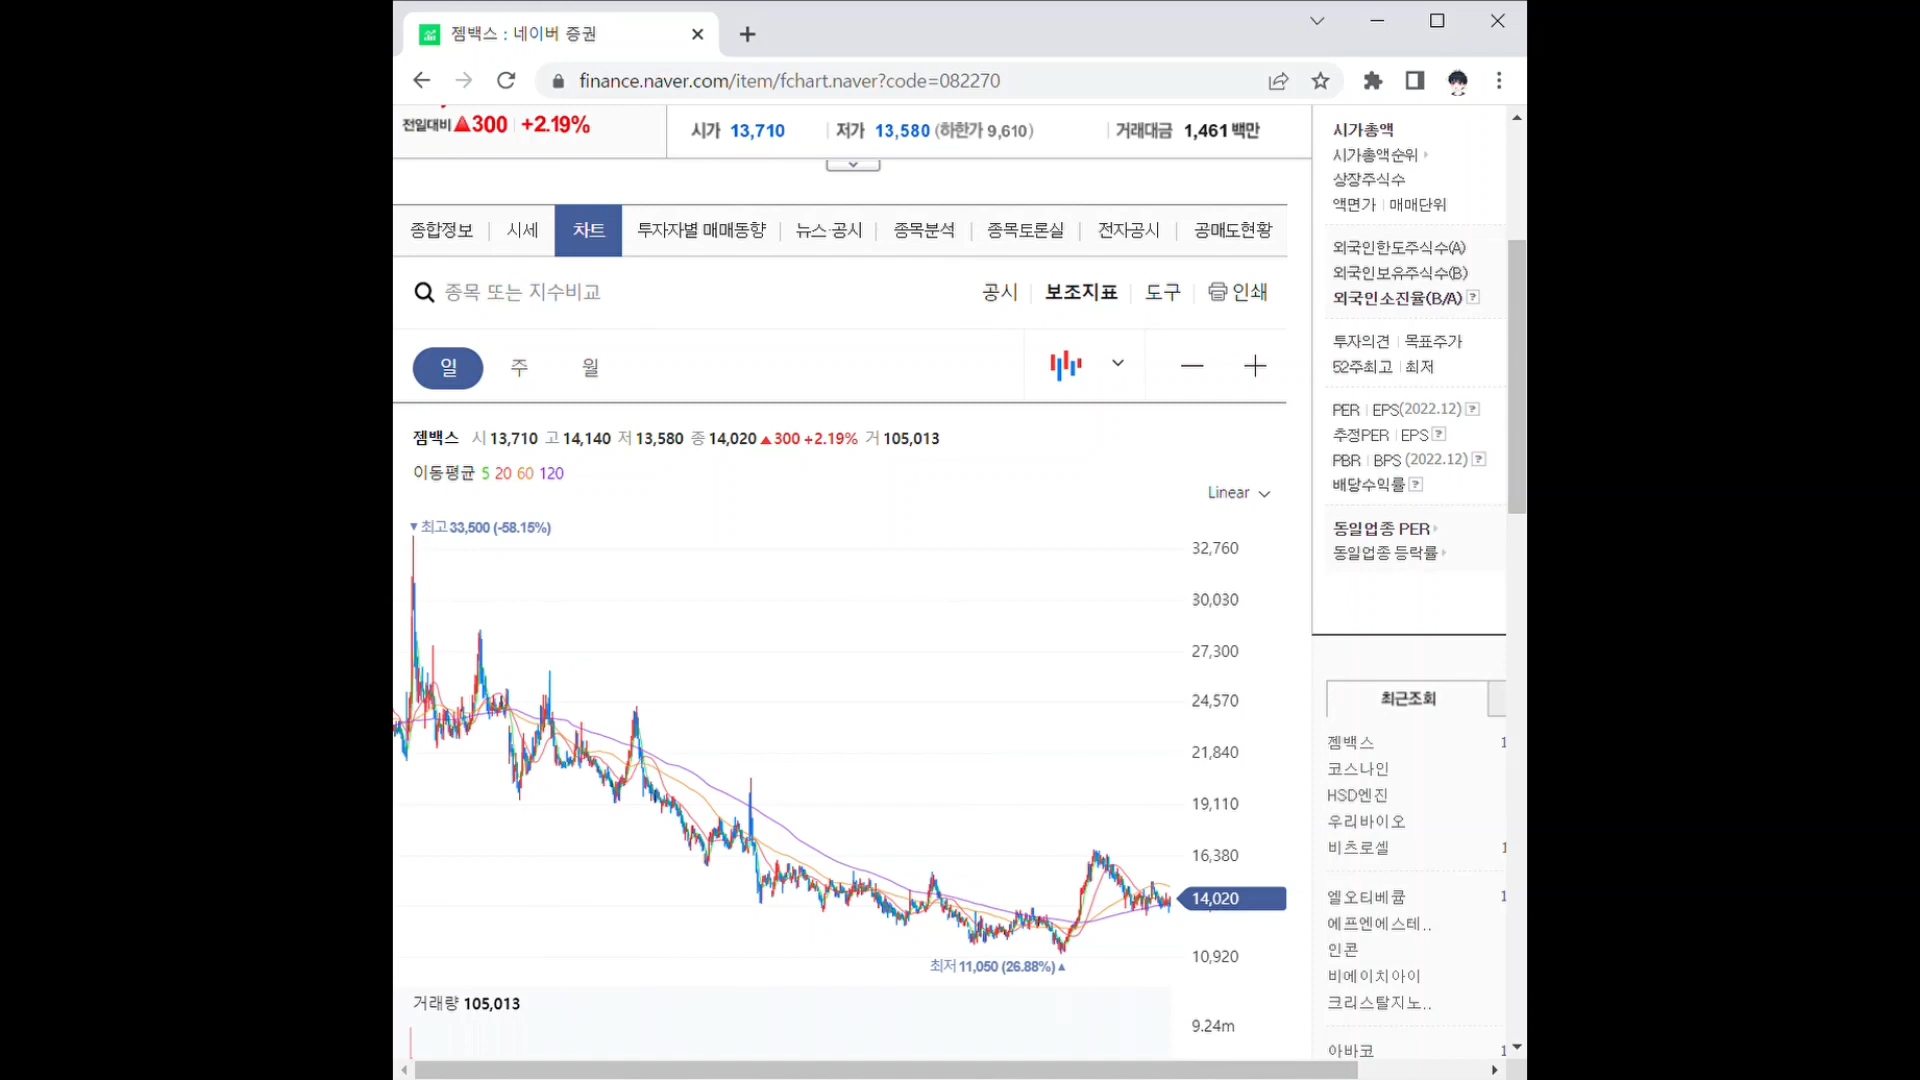 젬백스 : 네이버 증권
finance.naver.com/item/fchart.naver?code=082270
전일대비 ▲300 +2.19%
시가 13,710 저가 13,580 (하한가 9,610) 거래대금 1,461 백만
종합정보 시세 차트 투자자별 매매동향 뉴스·공시 종목분석 종목토론실 전자공시 공매도현황
종목 또는 지수비교 공시 보조지표 도구 인쇄
일 주 월
젬백스 시 13,710 고 14,140 저 13,580 종 14,020 ▲300 +2.19% 거 105,013
이동평균 5 20 60 120
Linear
▼최고 33,500 (-58.15%)
32,760
30,030
27,300
24,570
21,840
19,110
16,380
14,020
10,920
최저 11,050 (26.88%)▲
거래량 105,013
9.24m
시가총액
시가총액순위
상장주식수
액면가 매매단위
외국인한도주식수(A)
외국인보유주식수(B)
외국인소진율(B/A) ?
투자의견 목표주가
52주최고 최저
PER EPS(2022.12) ?
추정PER EPS ?
PBR BPS (2022.12) ?
배당수익률 ?
동일업종 PER
동일업종 등락률
최근조회
젬백스 1
코스나인
HSD엔진
우리바이오
비츠로셀 1
엘오티베큠 1
에프엔에스테..
인콘
비에이치아이
크리스탈지노..
아바코 1